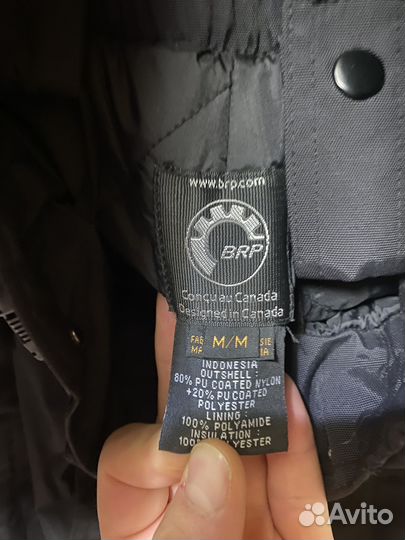 www.brp.com
BRP
Conçu au Canada
Designed in Canada
M/M
INDONESIA
OUTSHELL :
80% PU COATED NYLON
+20% PU COATED
POLYESTER
LINING :
100% POLYAMIDE
INSULATION :
100% POLYESTER
Avito